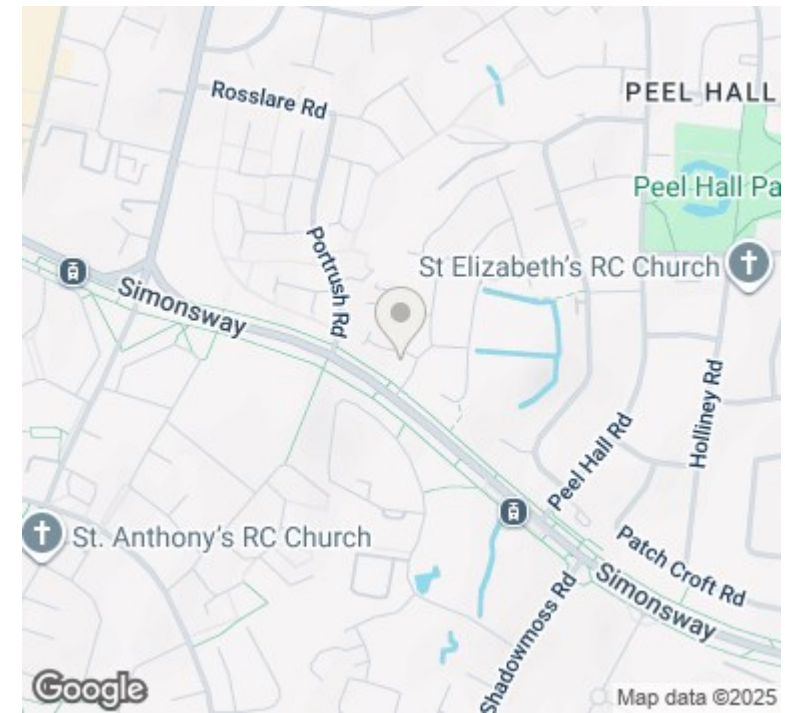 Rosslare Rd
PEEL HALL
Peel Hall Pa
Portrush Rd
St Elizabeth's RC Church
Simonsway
Holliney Rd
Peel Hall Rd
St. Anthony's RC Church
Patch Croft Rd
Simonsway
Shadowmoss Rd
Google
Map data ©2025